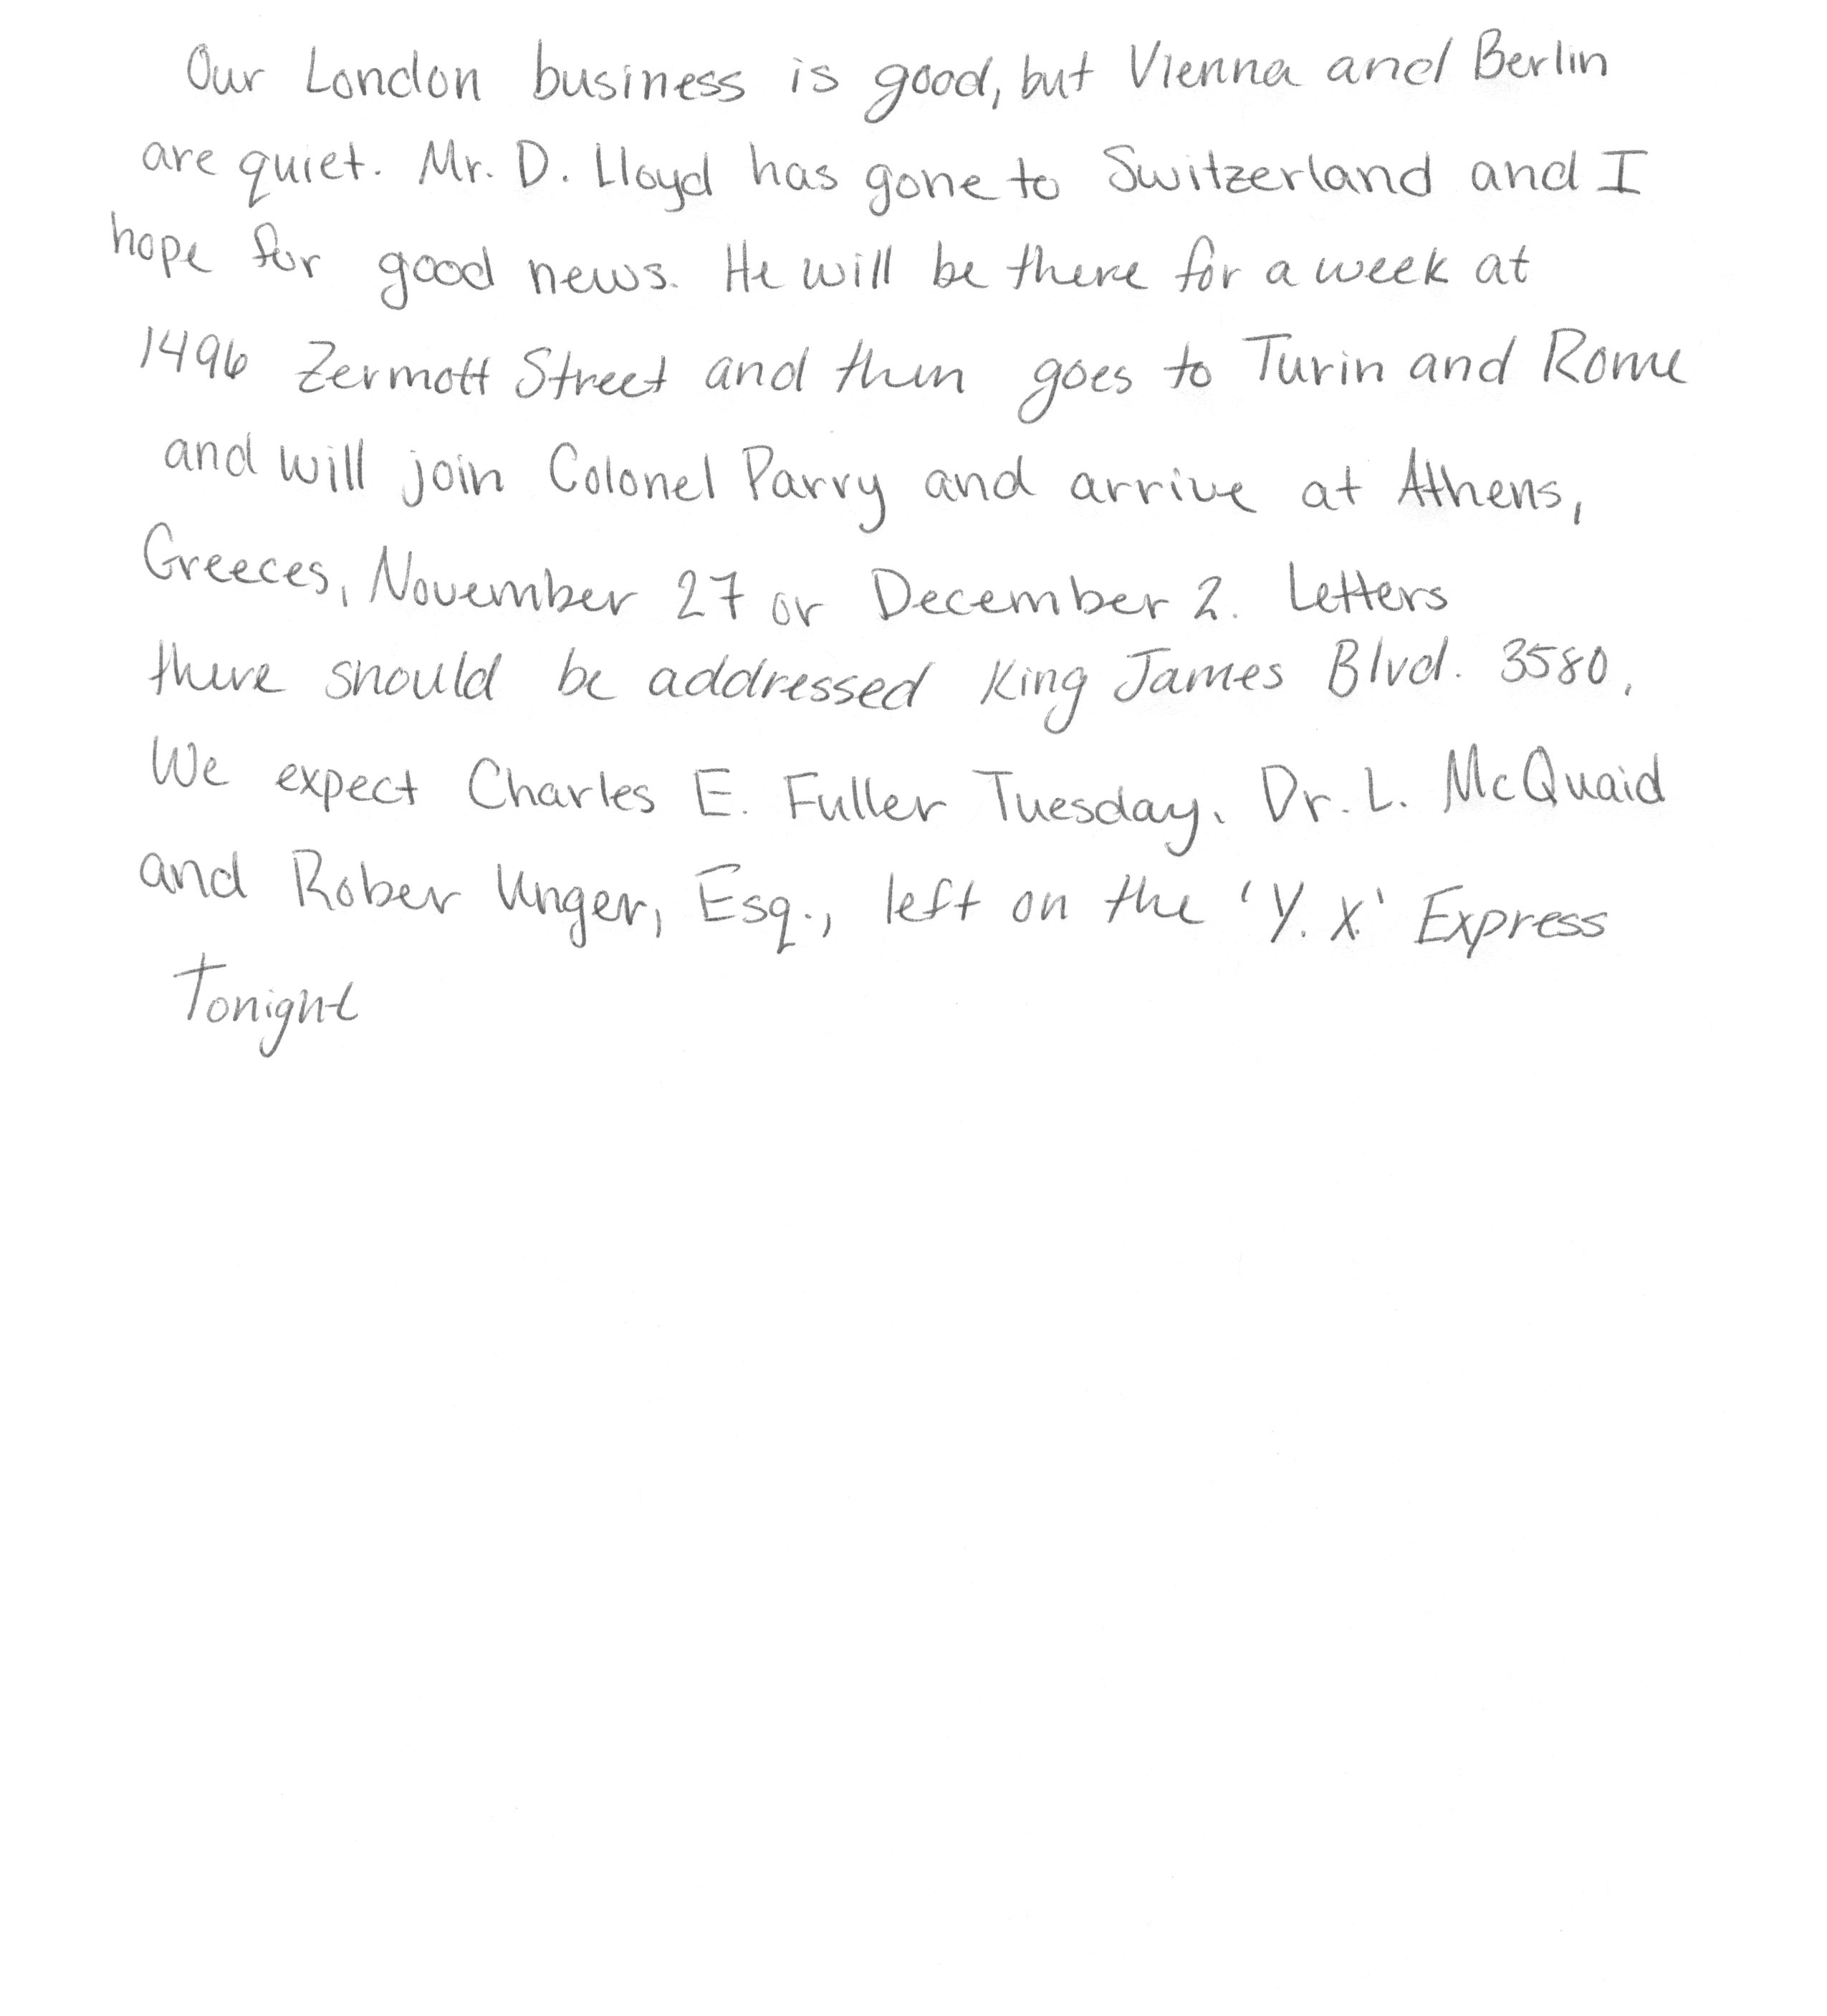 Our London business is good, but Vienna and Berlin
are quiet. Mr. D. Lloyd has gone to Switzerland and I
hope for good news. He will be there for a week at
1496 Zermott Street and then goes to Turin and Rome
and will join Colonel Parry and arrive at Athens,
Greeces, November 27 or December 2. Letters
there should be addressed King James Blvd. 3580.
We expect Charles E. Fuller Tuesday. Dr. L. McQuaid
and Rober Unger, Esq., left on the 'Y. X.' Express
Tonight